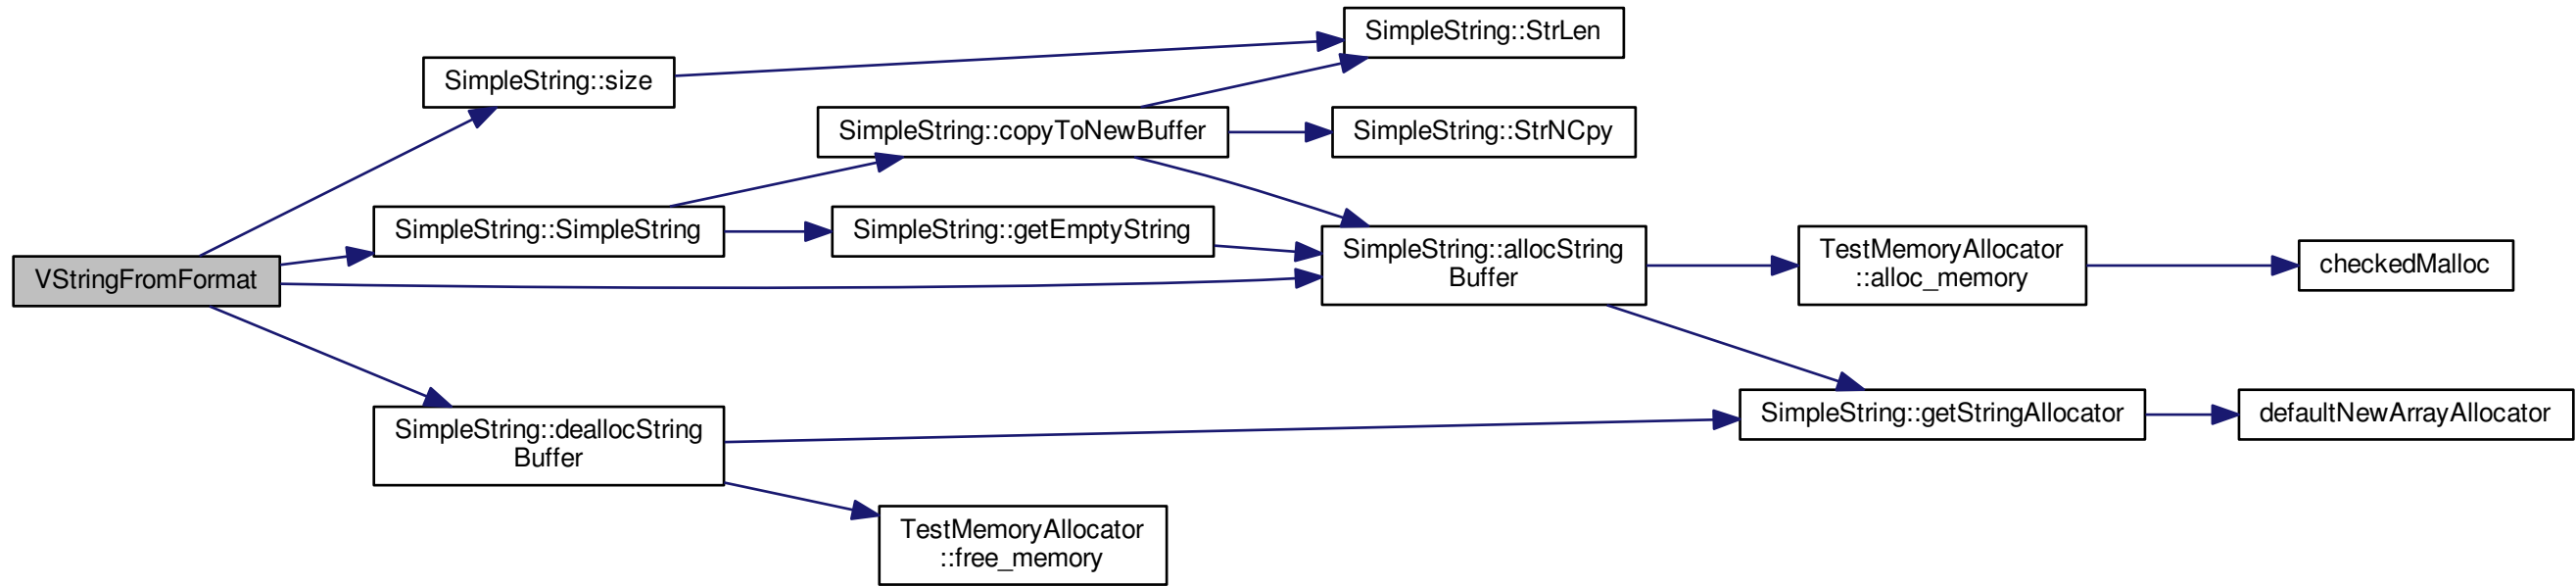 SimpleString::StrLen
SimpleString::size
SimpleString::copyToNewBuffer
SimpleString::StrNCpy
SimpleString::SimpleString
SimpleString::getEmptyString
SimpleString::allocString
Buffer
TestMemoryAllocator
::alloc_memory
checkedMalloc
VStringFromFormat
SimpleString::deallocString
Buffer
SimpleString::getStringAllocator
defaultNewArrayAllocator
TestMemoryAllocator
::free_memory